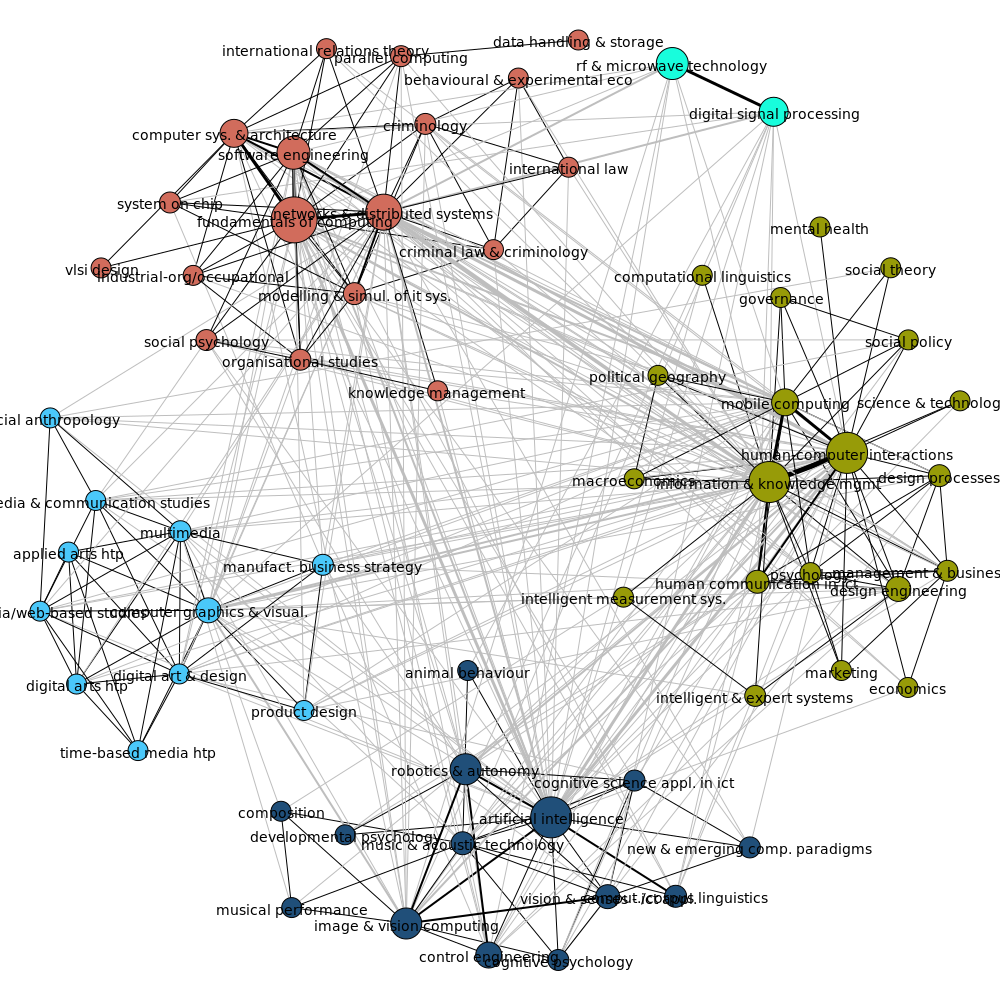 data handling & storage
international relations theory
parallel computing
rf & microwave technology
behavioural & experimental eco
digital signal processing
criminology
computer sys. & architecture
software engineering
international law
system on chip
networks & distributed systems
fundamentals of computing
mental health
criminal law & criminology
vlsi design
industrial-org/occupational
computational linguistics
social theory
modelling & simul. of it sys.
governance
social psychology
social policy
organisational studies
political geography
knowledge management
mobile computing
science & technolog
cial anthropology
human-computer interactions
design processes
macroeconomics
information & knowledge mgmt
edia & communication studies
multimedia
applied arts htp
manufact. business strategy
psychology
management & busines
human communication in ict
design engineering
intelligent measurement sys.
ia/web-based studies
computer graphics & visual.
animal behaviour
marketing
digital art & design
digital arts htp
economics
intelligent & expert systems
product design
time-based media htp
robotics & autonomy
cognitive science appl. in ict
composition
artificial intelligence
developmental psychology
music & acoustic technology
new & emerging comp. paradigms
vision & senses - ict appl.
linguistics
musical performance
image & vision computing
control engineering
cognitive psychology